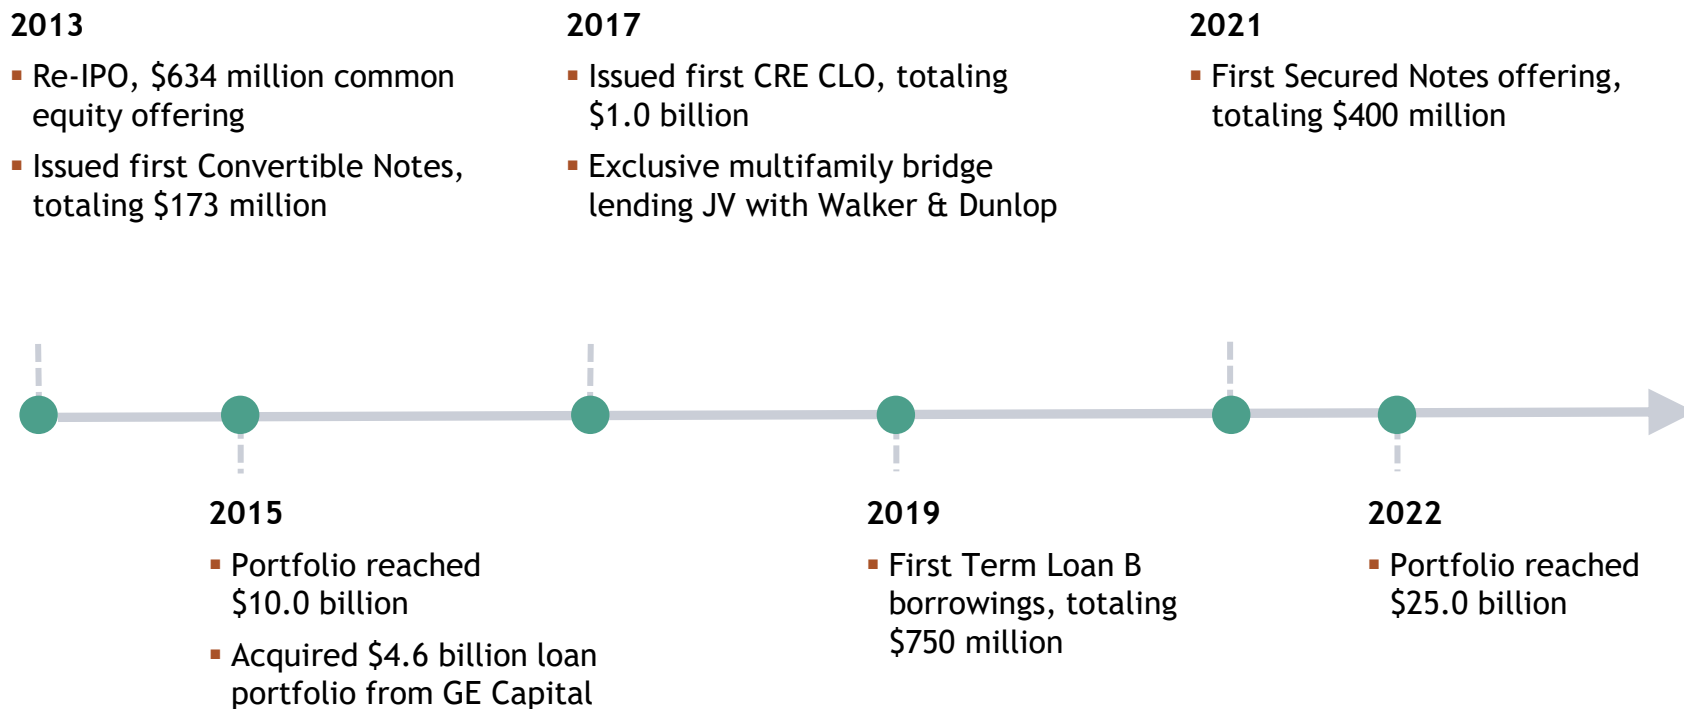 2013
▪ Re-IPO, $634 million common
equity offering
▪ Issued first Convertible Notes,
totaling $173 million
2017
▪ Issued first CRE CLO, totaling
$1.0 billion
▪ Exclusive multifamily bridge
lending JV with Walker & Dunlop
2021
▪ First Secured Notes offering,
totaling $400 million
2015
▪ Portfolio reached
$10.0 billion
▪ Acquired $4.6 billion loan
portfolio from GE Capital
2019
▪ First Term Loan B
borrowings, totaling
$750 million
2022
▪ Portfolio reached
$25.0 billion